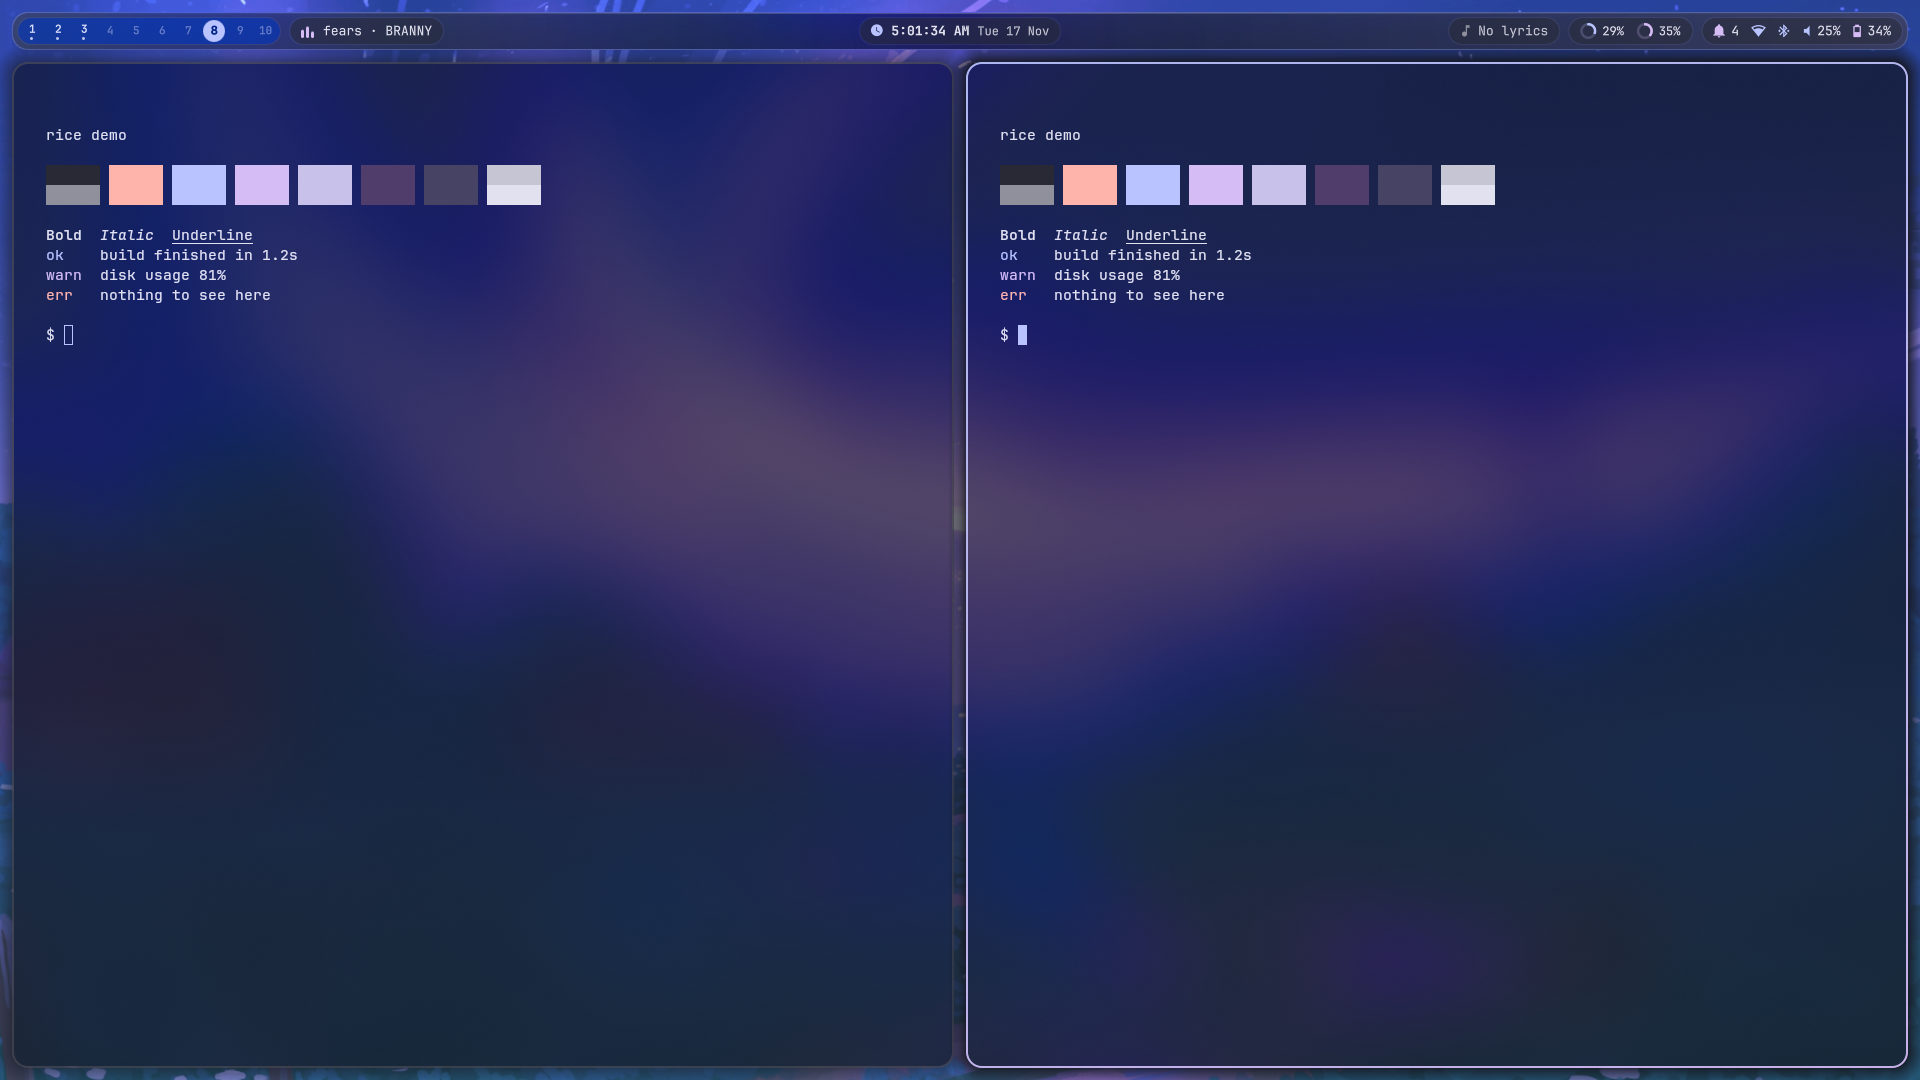 1 2 3 4 5 6 7 8 9 10 fears · BRANNY 5:01:34 AM Tue 17 Nov No lyrics 29% 35% 4 25% 34%
rice demo
Bold Italic Underline
ok build finished in 1.2s
warn disk usage 81%
err nothing to see here
$
rice demo
Bold Italic Underline
ok build finished in 1.2s
warn disk usage 81%
err nothing to see here
$